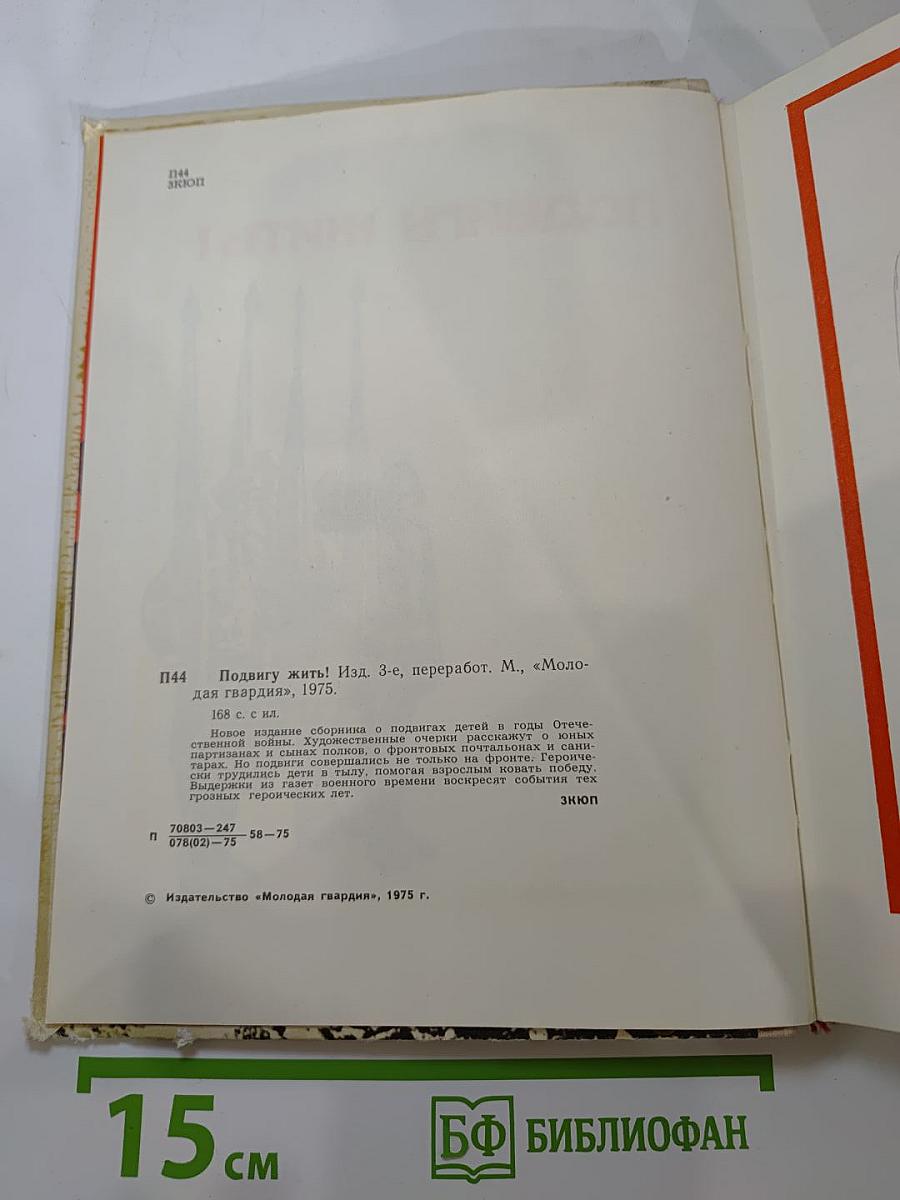 П44
ЗКЮП
П44 Подвигу жить! Изд. 3-е, переработ. М., «Моло-
дая гвардия», 1975.
168 с. с ил.
Новое издание сборника о подвигах детей в годы Отече-
ственной войны. Художественные очерки расскажут о юных
партизанах и сынах полков, о фронтовых почтальонах и сани-
тарах. Но подвиги совершались не только на фронте. Героиче-
ски трудились дети в тылу, помогая взрослым ковать победу.
Выдержки из газет военного времени воскресят события тех
грозных героических лет.
ЗКЮП
П 70803—247
078(02)—75 58—75
© Издательство «Молодая гвардия», 1975 г.
15 см
БФ БИБЛИОФАН